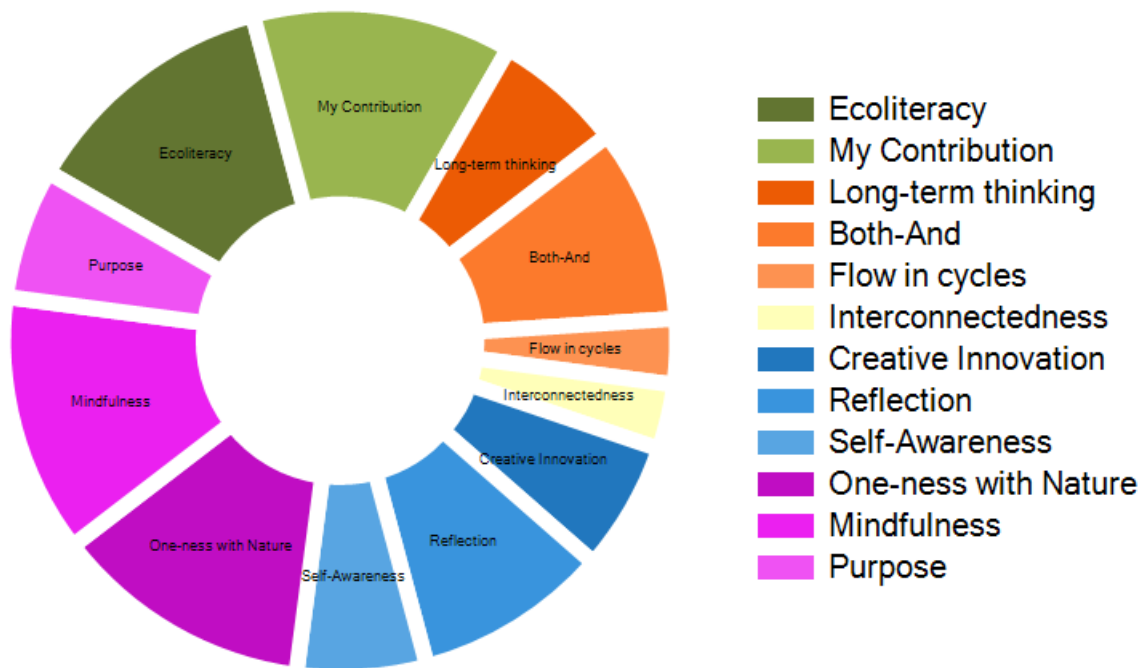 My Contribution
Ecoliteracy
Long-term thinking
Both-And
Purpose
Flow in cycles
Interconnectedness
Mindfulness
Creative Innovation
Reflection
One-ness with Nature
Self-Awareness
Ecoliteracy
My Contribution
Long-term thinking
Both-And
Flow in cycles
Interconnectedness
Creative Innovation
Reflection
Self-Awareness
One-ness with Nature
Mindfulness
Purpose